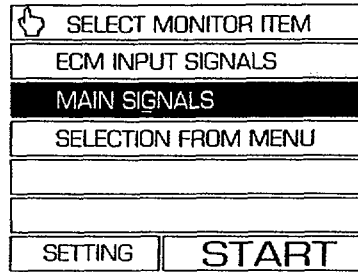 SELECT MONITOR ITEM
ECM INPUT SIGNALS
MAIN SIGNALS
SELECTION FROM MENU
SETTING START